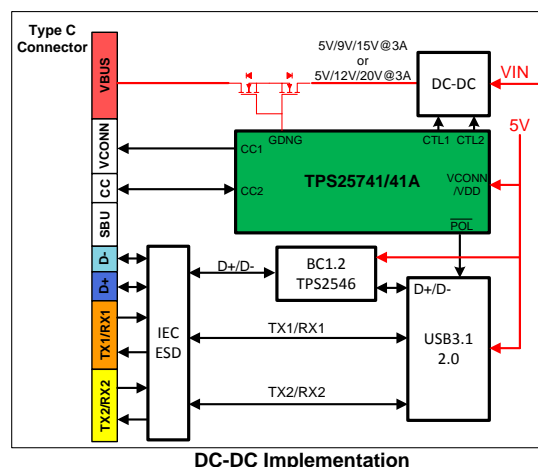 Type C
Connector
VBUS
VCONN
CC
SBU
D-
D+
TX1/RX1
TX2/RX2
5V/9V/15V@3A
or
5V/12V/20V@3A
DC-DC
VIN
5V
GDNG
CTL1
CTL2
CC1
CC2
TPS25741/41A
VCONN
/VDD
POL
IEC
ESD
D+/D-
BC1.2
TPS2546
D+/D-
USB3.1
2.0
TX1/RX1
TX2/RX2
DC-DC Implementation